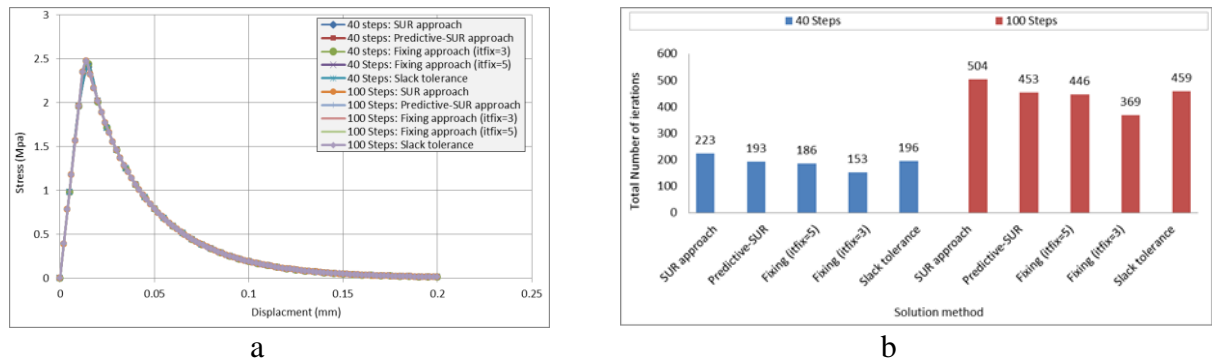 3
2.5
2
1.5
1
0.5
0
0
0.05
0.1
0.15
0.2
0.25
Stress (Mpa)
Displacment (mm)
40 steps: SUR approach
40 steps: Predictive-SUR approach
40 steps: Fixing approach (itfix=3)
40 Steps: Fixing approach (itfix=5)
40 Steps: Slack tolerance
100 Steps: SUR approach
100 Steps: Predictive-SUR approach
100 Steps: Fixing approach (itfix=3)
100 Steps: Fixing approach (itfix=5)
100 Steps: Slack tolerance
a
40 Steps
100 Steps
600
500
400
300
200
100
0
Total Number of ierations
223
193
186
153
196
504
453
446
369
459
SUR approach
Predictive-SUR
Fixing (itfix=5)
Fixing (itfix=3)
Slack tolerance
SUR approach
Predictive-SUR
Fixing (itfix=5)
Fixing (itfix=3)
Slack tolerance
Solution method
b